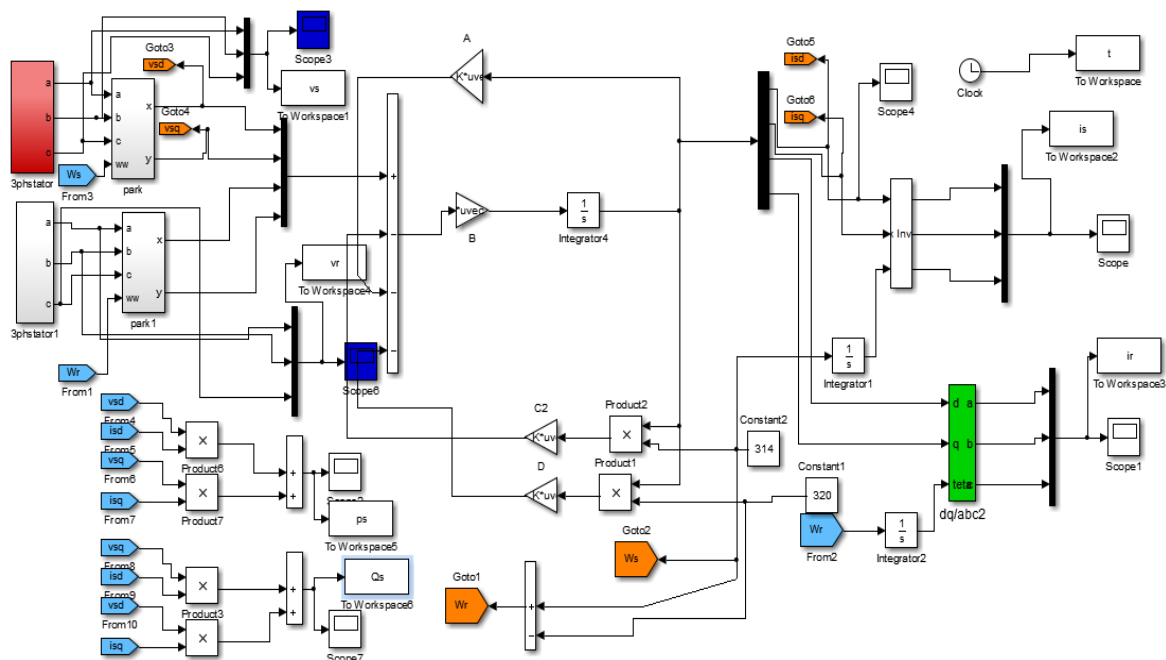 Goto3
vsd
Scope3
vs
To Workspace1
3phstator
a
b
c
a
b
c
ww
x
y
park
Goto4
vsq
Ws
From3
3phstator1
a
b
c
a
b
c
ww
x
y
park1
Wr
From1
vr
To Workspace4
Scope6
A
K*uve
+
−
−
−
B
*uvec
1
s
Integrator4
C2
K*uv
Product2
×
D
K*uv
Product1
×
Constant2
314
Constant1
320
Goto5
isd
Goto6
isq
Scope4
Clock
t
To Workspace
is
To Workspace2
x Inv
Scope
1
s
Integrator1
ir
To Workspace3
d
q
teta
a
b
c
dq/abc2
Scope1
Wr
From2
1
s
Integrator2
Goto2
Ws
Goto1
Wr
+
−
vsd
From4
isd
From5
vsq
From6
isq
From7
×
Product6
×
Product7
+
+
ps
To Workspace5
vsq
From8
isd
From9
vsd
From10
isq
×
Product3
×
+
+
Qs
To Workspace6
Scope7